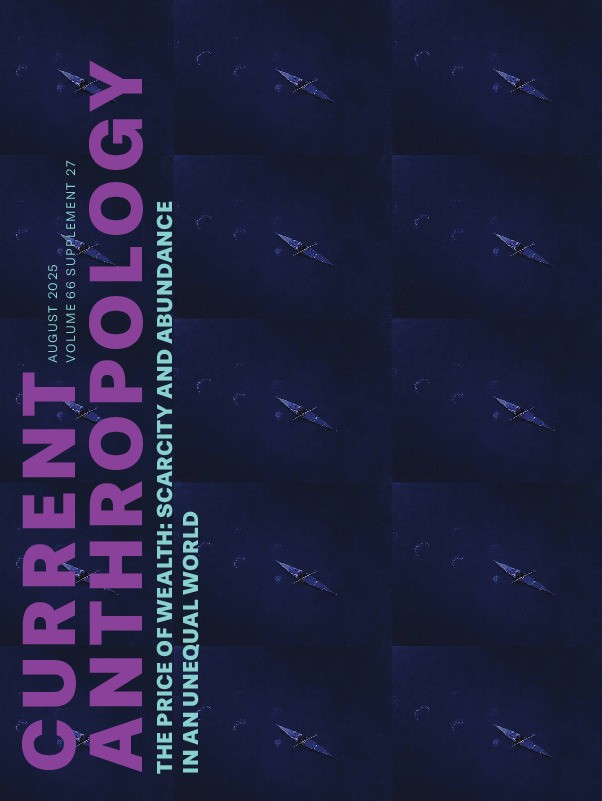 CURRENT
ANTHROPOLOGY
AUGUST 2025
VOLUME 66 SUPPLEMENT 27
THE PRICE OF WEALTH: SCARCITY AND ABUNDANCE
IN AN UNEQUAL WORLD